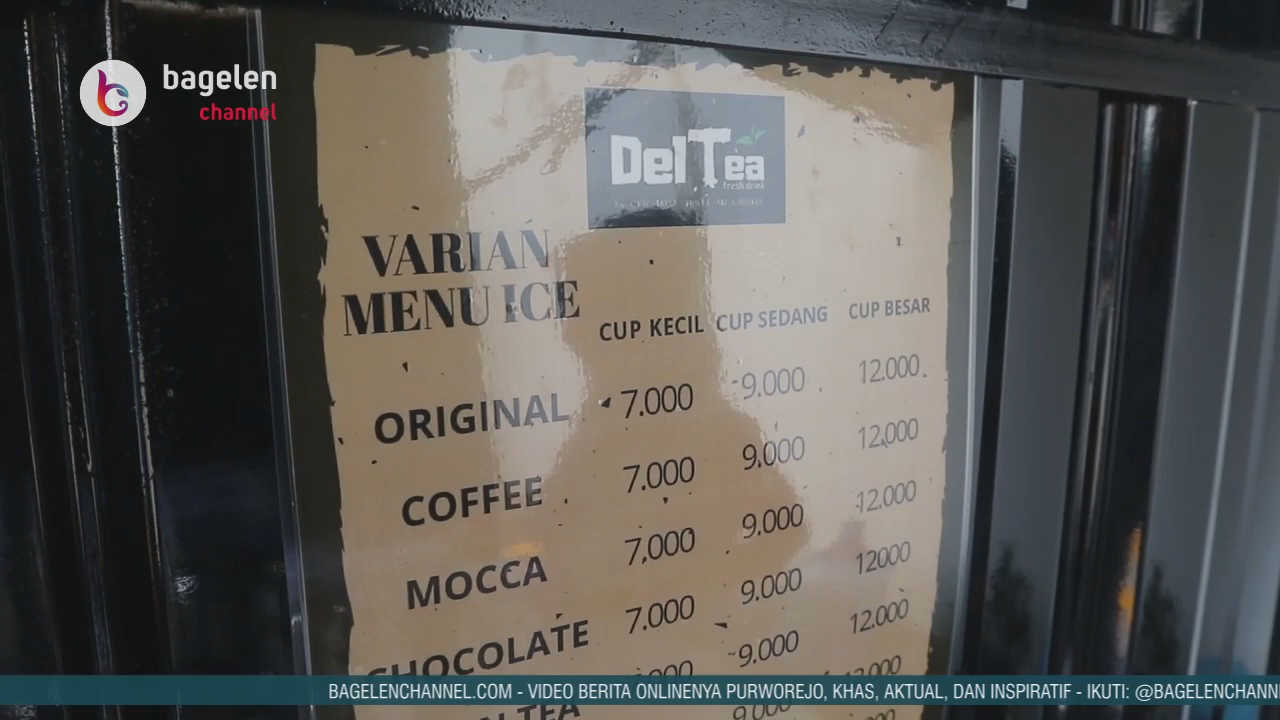 bagelen
channel
DelTea
fresh drink
VARIAN
MENU ICE
CUP KECIL CUP SEDANG CUP BESAR
ORIGINAL 7.000 9,000 12.000
COFFEE 7.000 9.000 12,000
MOCCA 7,000 9.000 12.000
CHOCOLATE 7.000 9,000 12000
9.000 12.000
9.000
BAGELENCHANNEL.COM - VIDEO BERITA ONLINENYA PURWOREJO, KHAS, AKTUAL, DAN INSPIRATIF - IKUTI: @BAGELENCHANN